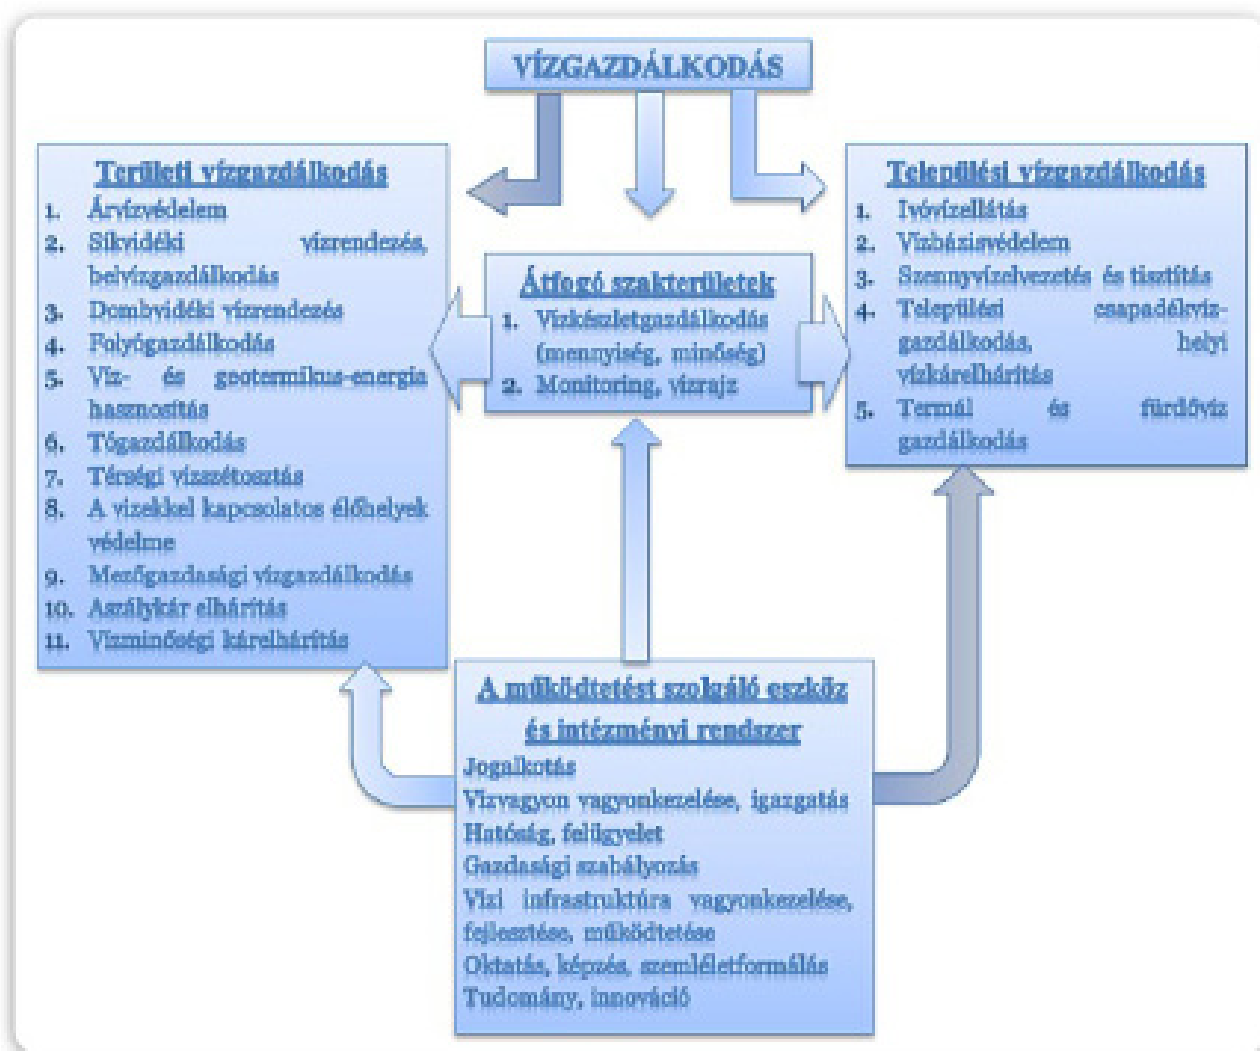 VÍZGAZDÁLKODÁS
Területi vízgazdálkodás
1. Árvízvédelem
2. Síkvidéki vízrendezés,
belvízgazdálkodás
3. Dombvidéki vízrendezés
4. Folyógazdálkodás
5. Víz- és geotermikus-energia
hasznosítás
6. Tógazdálkodás
7. Térségi vízszétosztás
8. A vizekkel kapcsolatos élőhelyek
védelme
9. Mezőgazdasági vízgazdálkodás
10. Aszálykár elhárítás
11. Vízminőségi kárelhárítás
Átfogó szakterületek
1. Vízkészletgazdálkodás
(mennyiség, minőség)
2. Monitoring, vízrajz
Települési vízgazdálkodás
1. Ivóvízellátás
2. Vízbázisvédelem
3. Szennyvízelvezetés és tisztítás
4. Települési csapadékvíz-
gazdálkodás, helyi
vízkárelhárítás
5. Termál és fürdővíz
gazdálkodás
A működtetést szolgáló eszköz
és intézményi rendszer
Jogalkotás
Vízvagyon vagyonkezelése, igazgatás
Hatóság, felügyelet
Gazdasági szabályozás
Vízi infrastruktúra vagyonkezelése,
fejlesztése, működtetése
Oktatás, képzés, szemléletformálás
Tudomány, innováció